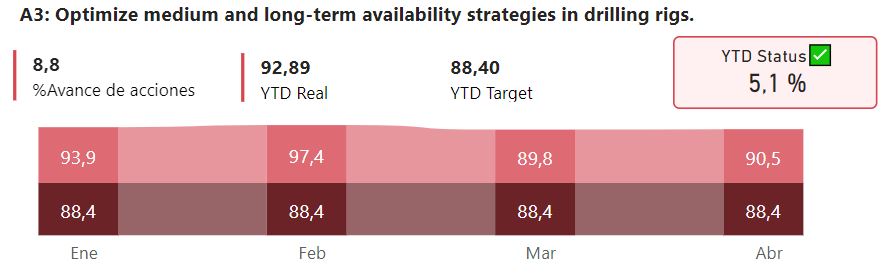 A3: Optimize medium and long-term availability strategies in drilling rigs.
8,8
%Avance de acciones
92,89
YTD Real
88,40
YTD Target
YTD Status ✅
5,1 %
93,9 97,4 89,8 90,5
88,4 88,4 88,4 88,4
Ene Feb Mar Abr